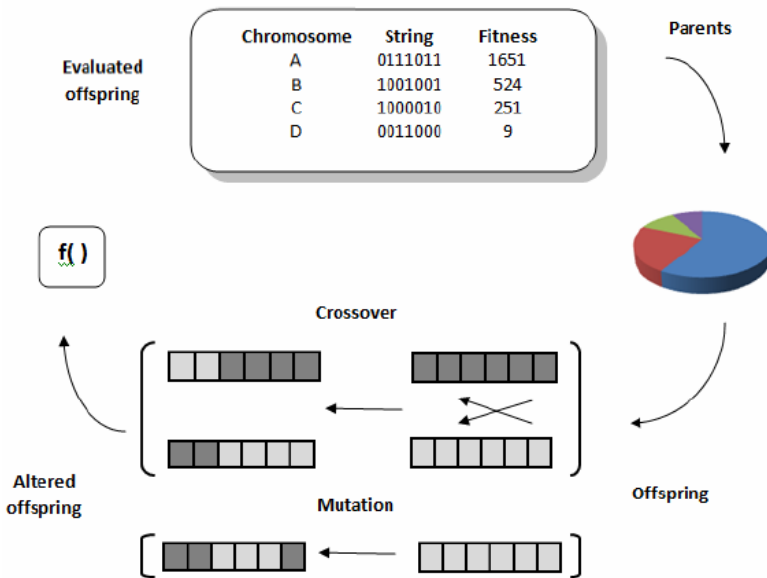 Parents
Evaluated
offspring
Chromosome String Fitness
A 0111011 1651
B 1001001 524
C 1000010 251
D 0011000 9
f( )
Crossover
Altered
offspring
Offspring
Mutation